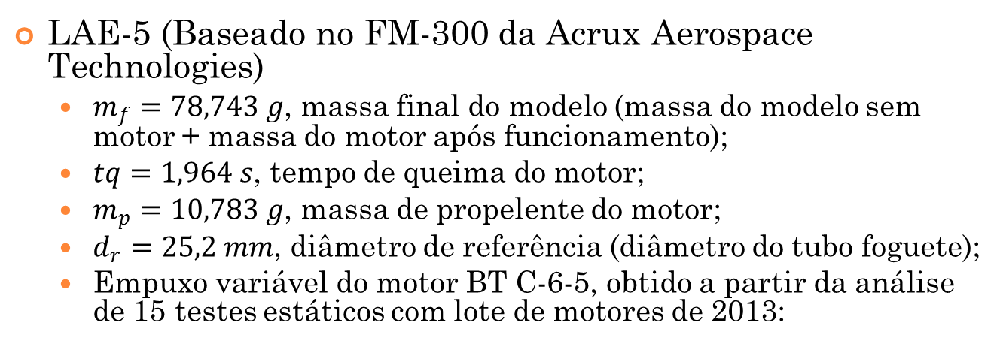 LAE-5 (Baseado no FM-300 da Acrux Aerospace
Technologies)
m_f = 78,743 g, massa final do modelo (massa do modelo sem
motor + massa do motor após funcionamento);
tq = 1,964 s, tempo de queima do motor;
m_p = 10,783 g, massa de propelente do motor;
d_r = 25,2 mm, diâmetro de referência (diâmetro do tubo foguete);
Empuxo variável do motor BT C-6-5, obtido a partir da análise
de 15 testes estáticos com lote de motores de 2013: